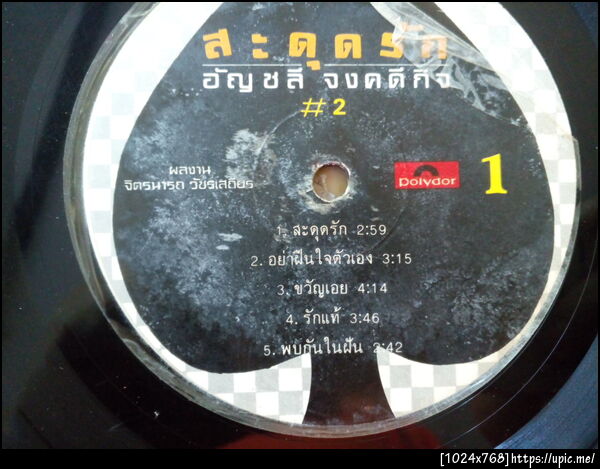 สะดุดรัก
อัญชลี จงคดีกิจ
#2
ผลงาน
จิตรนารถ วัชรเสถียร
polydor
1
1. สะดุดรัก 2:59
2. อย่าฝืนใจตัวเอง 3:15
3. ขวัญเอย 4:14
4. รักแท้ 3:46
5. พบกันในฝัน 2:42
[1024x768]https://upic.me/